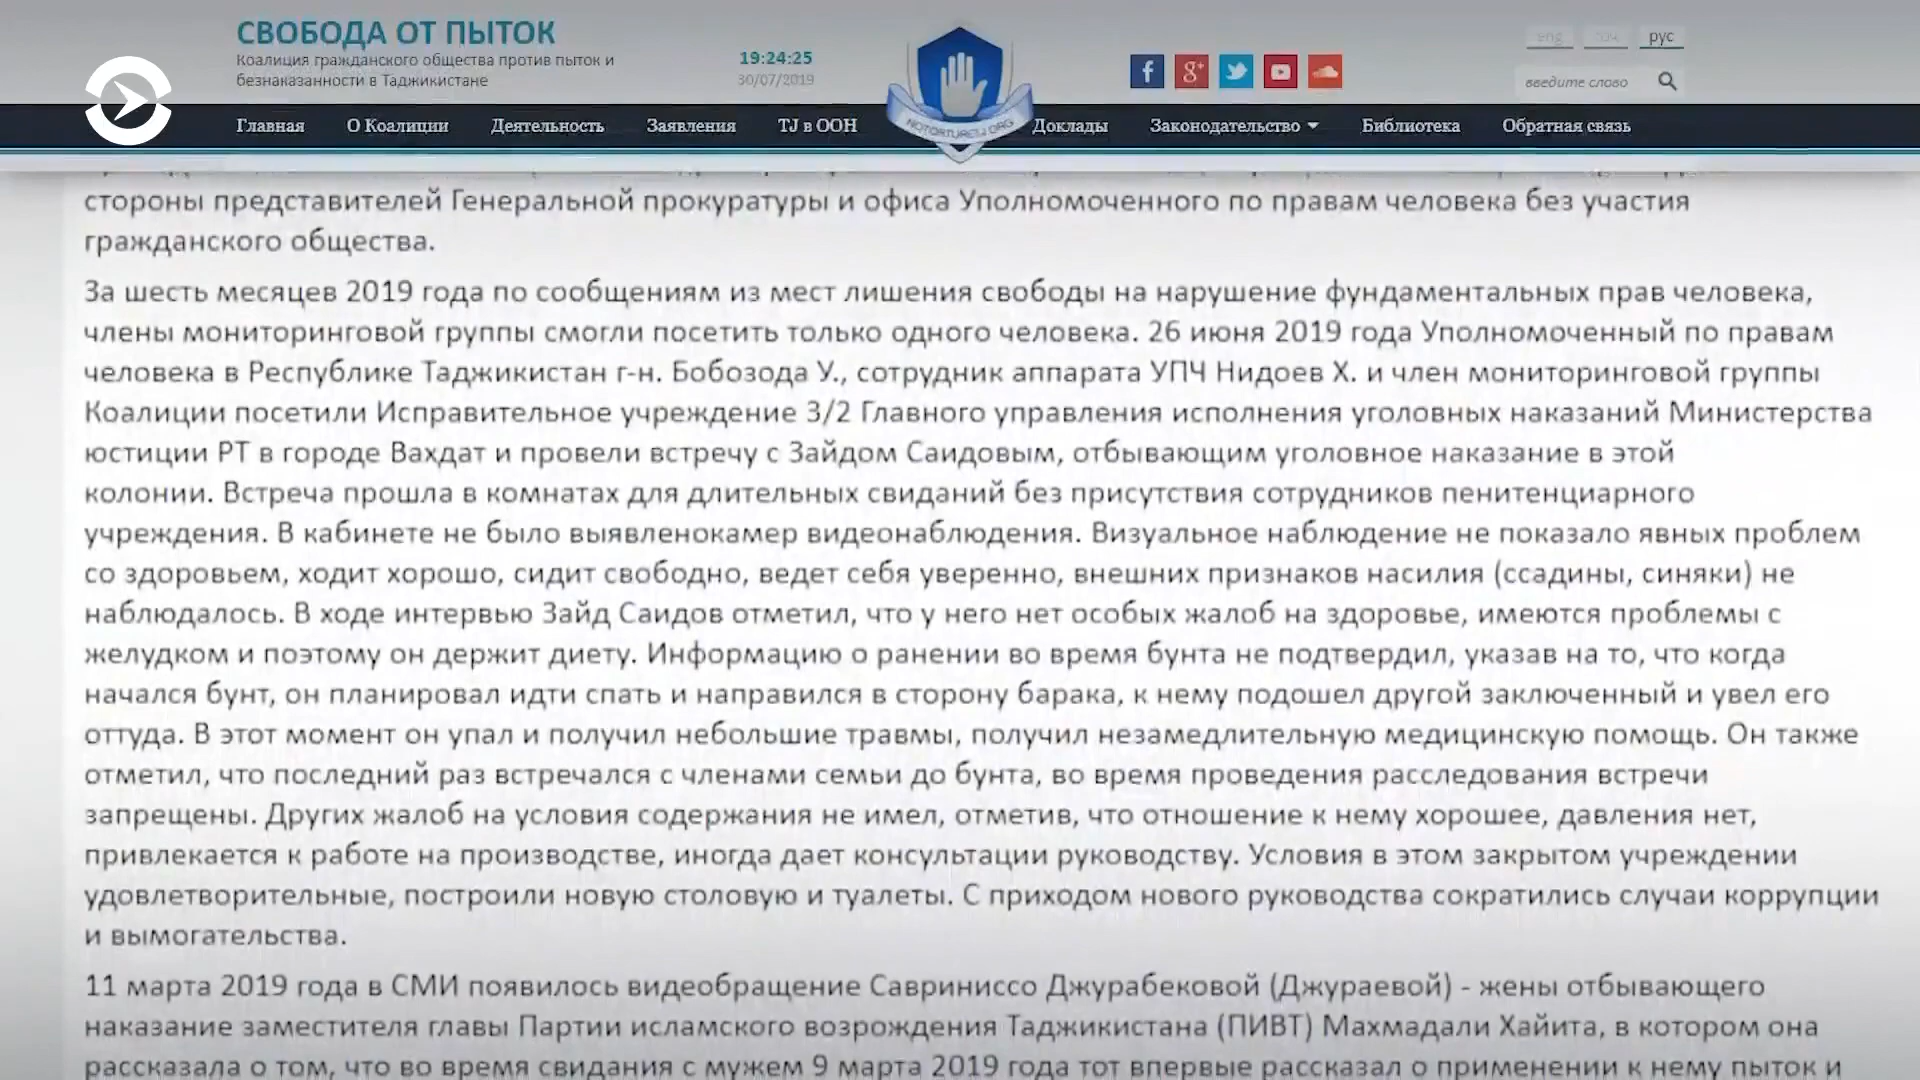 СВОБОДА ОТ ПЫТОК
Коалиция гражданского общества против пыток и
безнаказанности в Таджикистане
19:24:25
30/07/2019
eng
рус
введите слово
Главная
О Коалиции
Деятельность
Заявления
TJ в ООН
NOTORTURETJ.ORG
Доклады
Законодательство
Библиотека
Обратная связь
стороны представителей Генеральной прокуратуры и офиса Уполномоченного по правам человека без участия
гражданского общества.
За шесть месяцев 2019 года по сообщениям из мест лишения свободы на нарушение фундаментальных прав человека,
члены мониторинговой группы смогли посетить только одного человека. 26 июня 2019 года Уполномоченный по правам
человека в Республике Таджикистан г-н. Бобозода У., сотрудник аппарата УПЧ Нидоев Х. и член мониторинговой группы
Коалиции посетили Исправительное учреждение 3/2 Главного управления исполнения уголовных наказаний Министерства
юстиции РТ в городе Вахдат и провели встречу с Зайдом Саидовым, отбывающим уголовное наказание в этой
колонии. Встреча прошла в комнатах для длительных свиданий без присутствия сотрудников пенитенциарного
учреждения. В кабинете не было выявленокамер видеонаблюдения. Визуальное наблюдение не показало явных проблем
со здоровьем, ходит хорошо, сидит свободно, ведет себя уверенно, внешних признаков насилия (ссадины, синяки) не
наблюдалось. В ходе интервью Зайд Саидов отметил, что у него нет особых жалоб на здоровье, имеются проблемы с
желудком и поэтому он держит диету. Информацию о ранении во время бунта не подтвердил, указав на то, что когда
начался бунт, он планировал идти спать и направился в сторону барака, к нему подошел другой заключенный и увел его
оттуда. В этот момент он упал и получил небольшие травмы, получил незамедлительную медицинскую помощь. Он также
отметил, что последний раз встречался с членами семьи до бунта, во время проведения расследования встречи
запрещены. Других жалоб на условия содержания не имел, отметив, что отношение к нему хорошее, давления нет,
привлекается к работе на производстве, иногда дает консультации руководству. Условия в этом закрытом учреждении
удовлетворительные, построили новую столовую и туалеты. С приходом нового руководства сократились случаи коррупции
и вымогательства.
11 марта 2019 года в СМИ появилось видеобращение Савриниссо Джурабековой (Джураевой) - жены отбывающего
наказание заместителя главы Партии исламского возрождения Таджикистана (ПИВТ) Махмадали Хайита, в котором она
рассказала о том, что во время свидания с мужем 9 марта 2019 года тот впервые рассказал о применении к нему пыток и